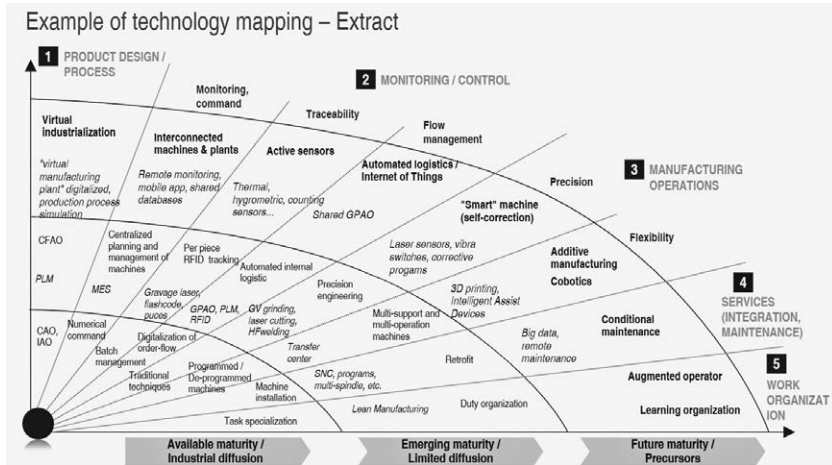 Example of technology mapping – Extract
1 PRODUCT DESIGN /
PROCESS
2 MONITORING / CONTROL
Monitoring,
command
Traceability
Flow
management
Precision
3 MANUFACTURING
OPERATIONS
Flexibility
4
SERVICES
(INTEGRATION,
MAINTENANCE)
5
WORK
ORGANIZAT
ION
Virtual
industrialization
"virtual
manufacturing
plant" digitalized,
production process
simulation
Interconnected
machines & plants
Remote monitoring,
mobile app, shared
databases
Active sensors
Thermal,
hygrometric, counting
sensors...
Automated logistics /
Internet of Things
Shared GPAO
"Smart" machine
(self-correction)
Laser sensors, vibra
switches, corrective
progams
Additive
manufacturing
Cobotics
3D printing,
Intelligent Assist
Devices
Conditional
maintenance
Big data,
remote
maintenance
Augmented operator
Learning organization
CFAO
PLM
Centralized
planning and
management of
machines
MES
Per piece
RFID tracking
Gravage laser,
flashcode,
puces
Automated internal
logistic
GPAO, PLM,
RFID
Precision
engineering
GV grinding,
laser cutting,
HFwelding
Multi-support and
multi-operation
machines
Transfer
center
SNC, programs,
multi-spindle, etc.
Retrofit
Lean Manufacturing
Duty organization
CAO,
IAO
Numerical
command
Batch
management
Digitalization of
order-flow
Traditional
techniques
Programmed /
De-programmed
machines
Machine
installation
Task specialization
Available maturity /
Industrial diffusion
Emerging maturity /
Limited diffusion
Future maturity /
Precursors